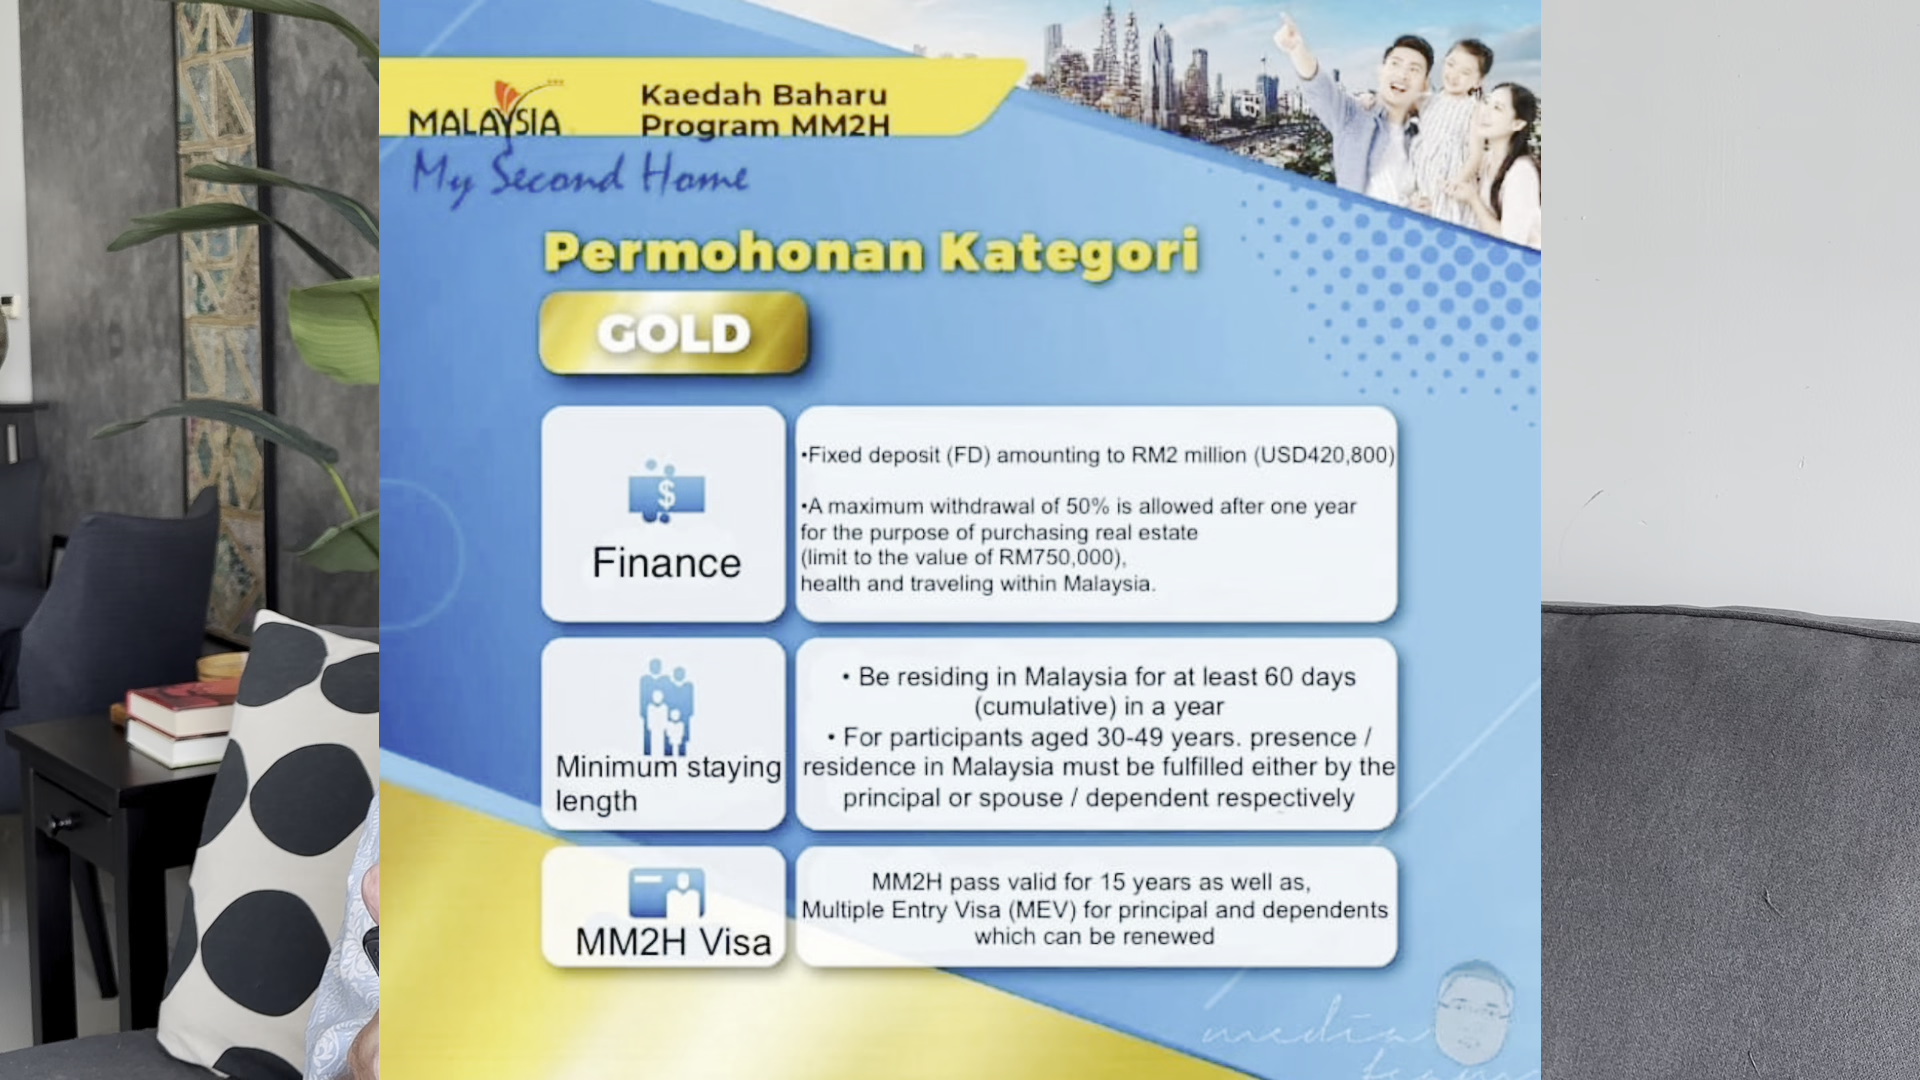 MALAYSIA
Kaedah Baharu
Program MM2H
My Second Home
Permohonan Kategori
GOLD
$
Finance
•Fixed deposit (FD) amounting to RM2 million (USD420,800)
•A maximum withdrawal of 50% is allowed after one year
for the purpose of purchasing real estate
(limit to the value of RM750,000),
health and traveling within Malaysia.
Minimum staying
length
• Be residing in Malaysia for at least 60 days
(cumulative) in a year
• For participants aged 30-49 years. presence /
residence in Malaysia must be fulfilled either by the
principal or spouse / dependent respectively
MM2H Visa
MM2H pass valid for 15 years as well as,
Multiple Entry Visa (MEV) for principal and dependents
which can be renewed
media